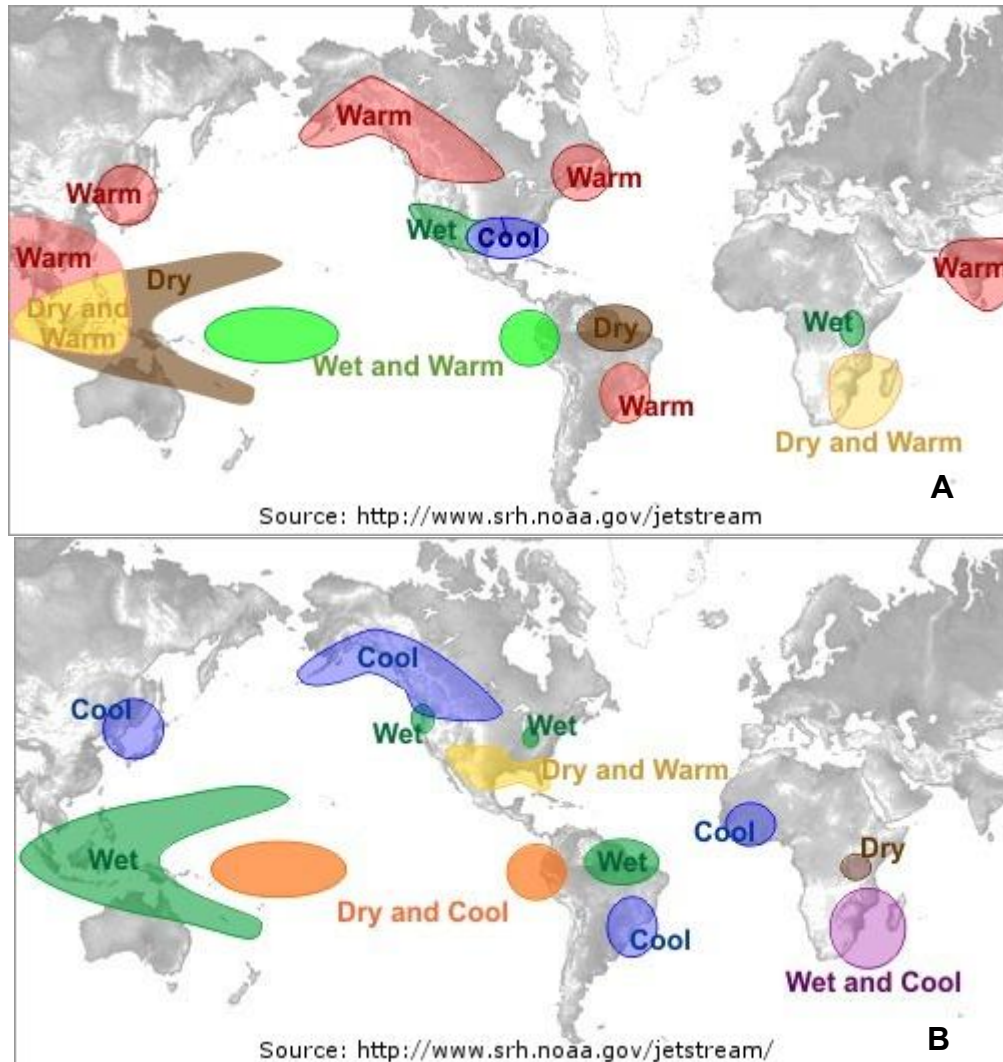 Warm
Warm
Warm
Wet
Cool
Warm
Dry
Warm
Dry and
Warm
Dry
Wet
Wet and Warm
Warm
Dry and Warm
A
Source: http://www.srh.noaa.gov/jetstream
Cool
Cool
Wet
Wet
Dry and Warm
Cool
Wet
Wet
Dry
Dry and Cool
Cool
Wet and Cool
B
Source: http://www.srh.noaa.gov/jetstream/